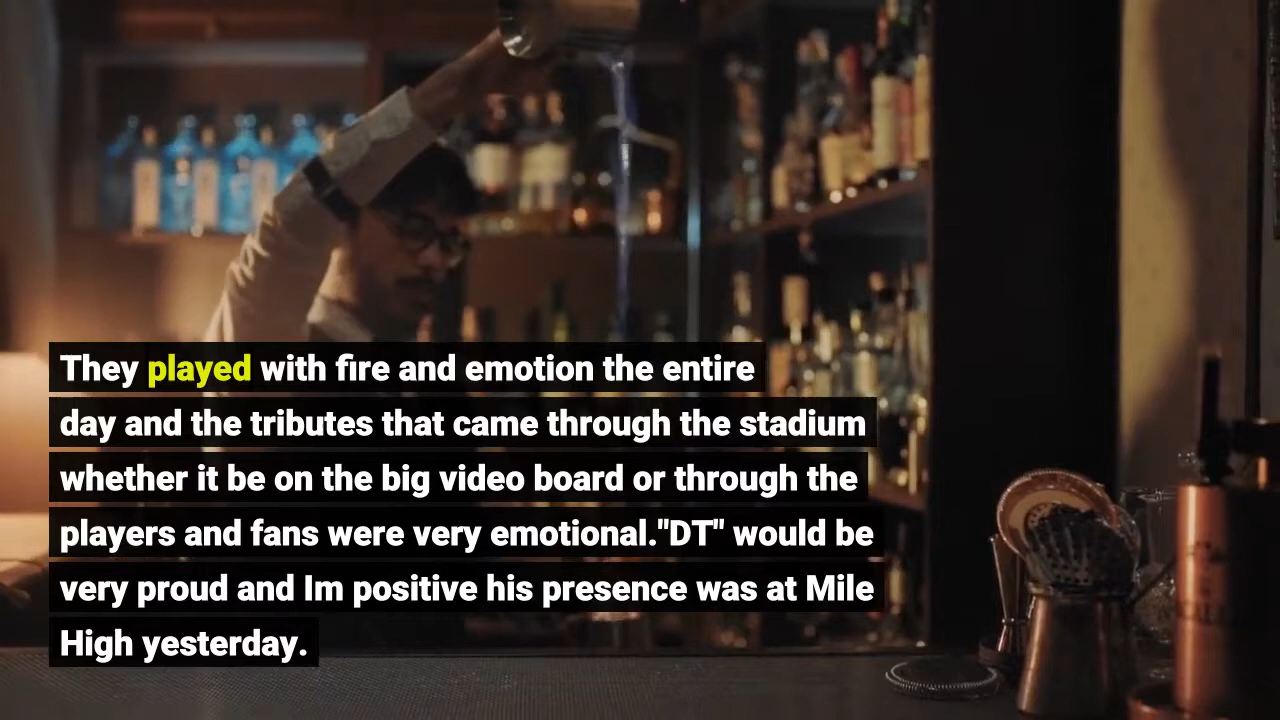 They played with fire and emotion the entire
day and the tributes that came through the stadium
whether it be on the big video board or through the
players and fans were very emotional."DT" would be
very proud and Im positive his presence was at Mile
High yesterday.